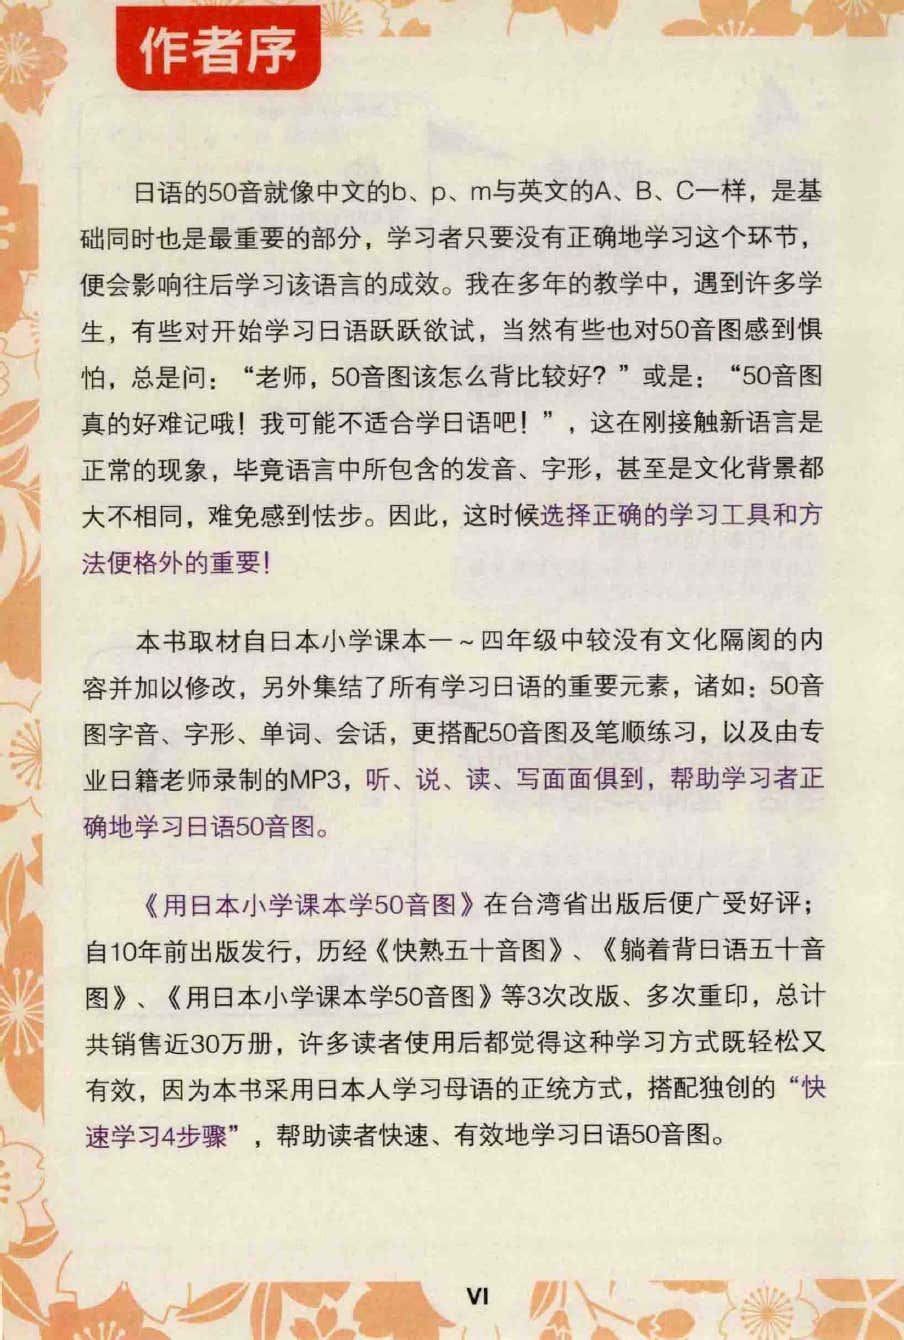 作者序
日语的50音就像中文的b、p、m与英文的A、B、C一样，是基
础同时也是最重要的部分，学习者只要没有正确地学习这个环节，
便会影响往后学习该语言的成效。我在多年的教学中，遇到许多学
生，有些对开始学习日语跃跃欲试，当然有些也对50音图感到惧
怕，总是问：“老师，50音图该怎么背比较好？”或是：“50音图
真的好难记哦！我可能不适合学日语吧！”，这在刚接触新语言是
正常的现象，毕竟语言中所包含的发音、字形，甚至是文化背景都
大不相同，难免感到怯步。因此，这时候选择正确的学习工具和方
法便格外的重要！
本书取材自日本小学课本一～四年级中较没有文化隔阂的内
容并加以修改，另外集结了所有学习日语的重要元素，诸如：50音
图字音、字形、单词、会话，更搭配50音图及笔顺练习，以及由专
业日籍老师录制的MP3，听、说、读、写面面俱到，帮助学习者正
确地学习日语50音图。
《用日本小学课本学50音图》在台湾省出版后便广受好评；
自10年前出版发行，历经《快熟五十音图》、《躺着背日语五十音
图》、《用日本小学课本学50音图》等3次改版、多次重印，总计
共销售近30万册，许多读者使用后都觉得这种学习方式既轻松又
有效，因为本书采用日本人学习母语的正统方式，搭配独创的“快
速学习4步骤”，帮助读者快速、有效地学习日语50音图。
VI